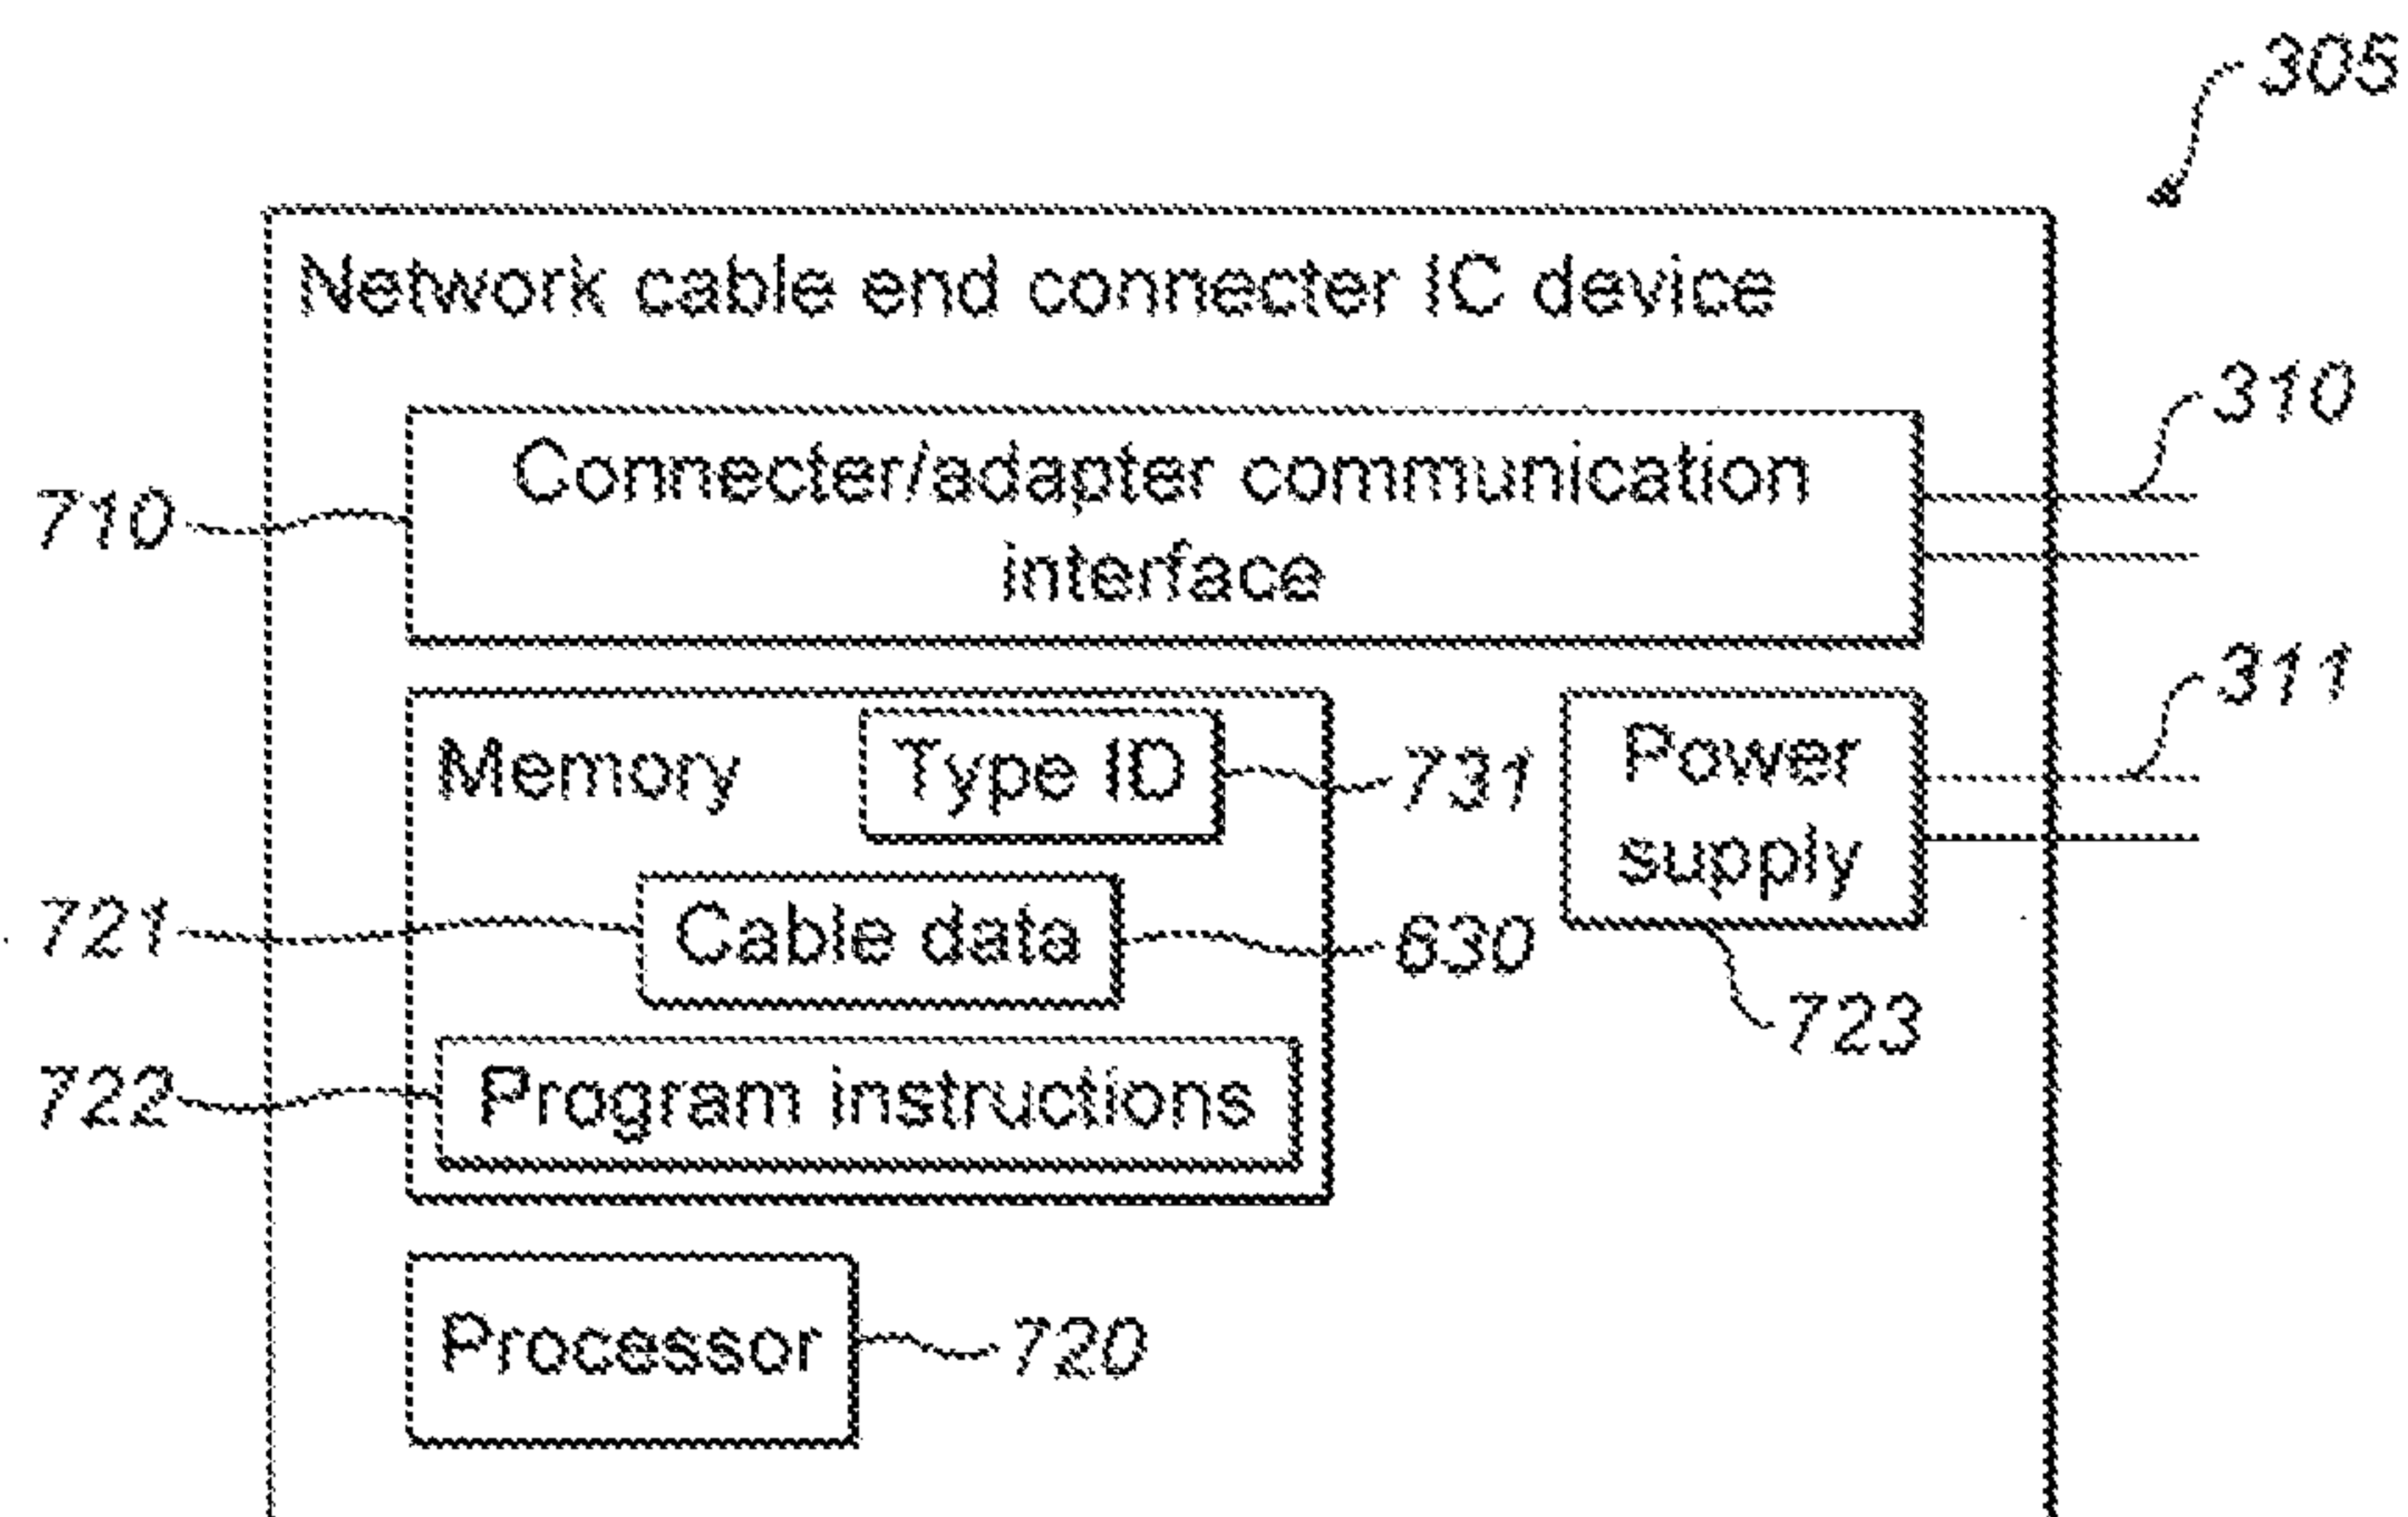 305
Network cable end connecter IC device
310
Connecter/adapter communication
interface
710
311
Memory
Type ID
731
Power
supply
721
Cable data
630
723
722
Program instructions
Processor
720